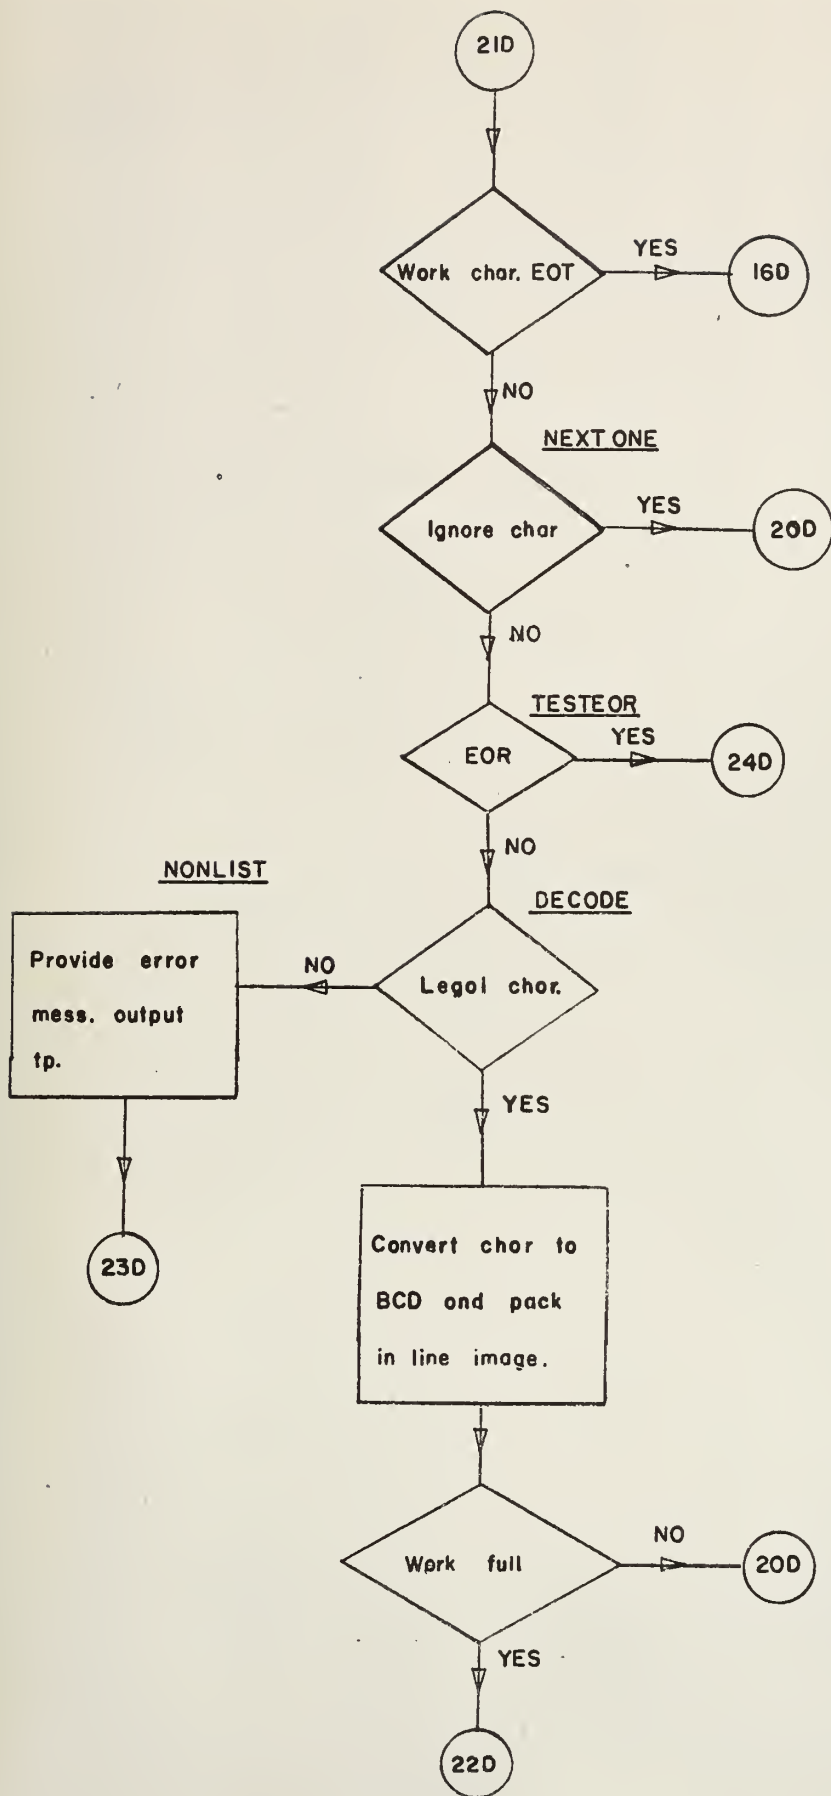 21D
Work char. EOT
YES
16D
NO
NEXT ONE
Ignore char
YES
20D
NO
TESTEOR
EOR
YES
24D
NO
NONLIST
DECODE
Provide error
mess. output
tp.
NO
Legal char.
YES
23D
Convert char to
BCD and pack
in line image.
Work full
NO
20D
YES
22D